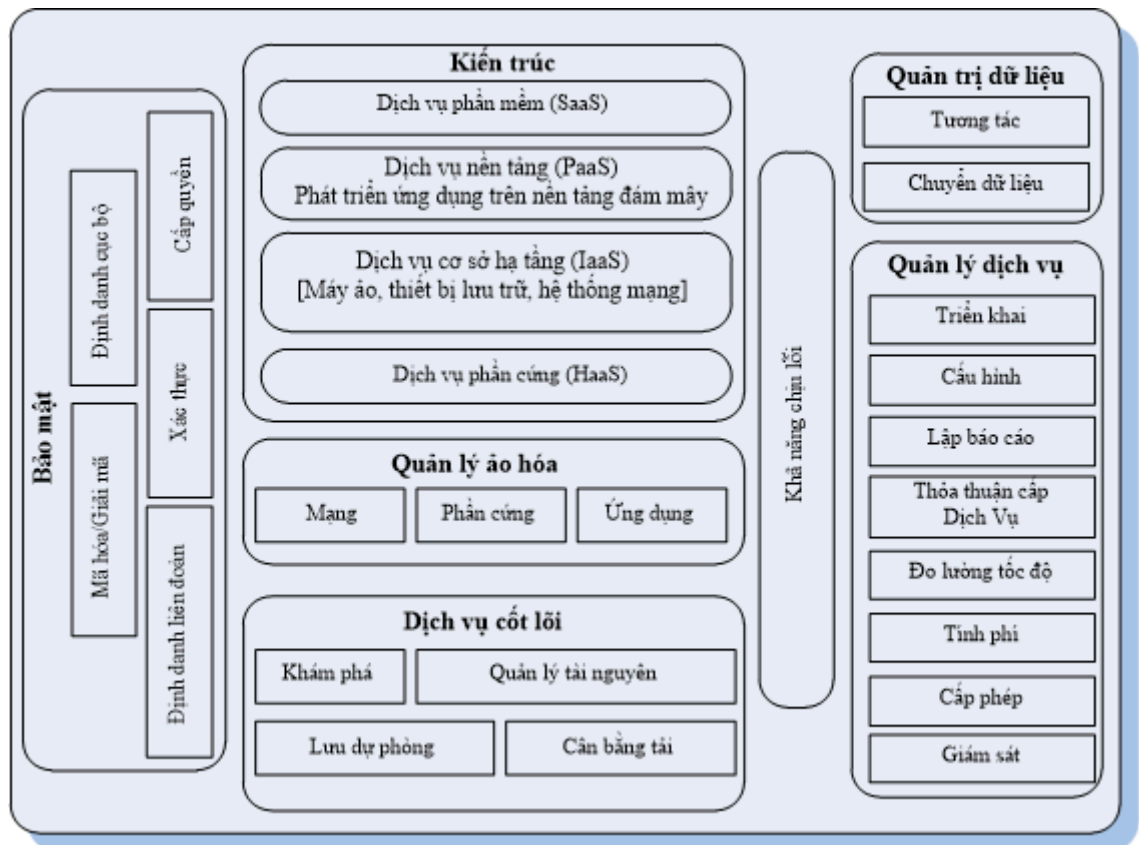 Bảo mật
Định danh cục bộ
Mã hóa/Giải mã
Cấp quyền
Xác thực
Định danh liên đoàn
Kiến trúc
Dịch vụ phần mềm (SaaS)
Dịch vụ nền tảng (PaaS)
Phát triển ứng dụng trên nền tảng đám mây
Dịch vụ cơ sở hạ tầng (IaaS)
[Máy ảo, thiết bị lưu trữ, hệ thống mạng]
Dịch vụ phần cứng (HaaS)
Quản lý ảo hóa
Mạng
Phần cứng
Ứng dụng
Dịch vụ cốt lõi
Khám phá
Quản lý tài nguyên
Lưu dự phòng
Cân bằng tải
Khả năng chịu lỗi
Quản trị dữ liệu
Tương tác
Chuyển dữ liệu
Quản lý dịch vụ
Triển khai
Cấu hình
Lập báo cáo
Thỏa thuận cấp
Dịch Vụ
Đo lường tốc độ
Tính phí
Cấp phép
Giám sát